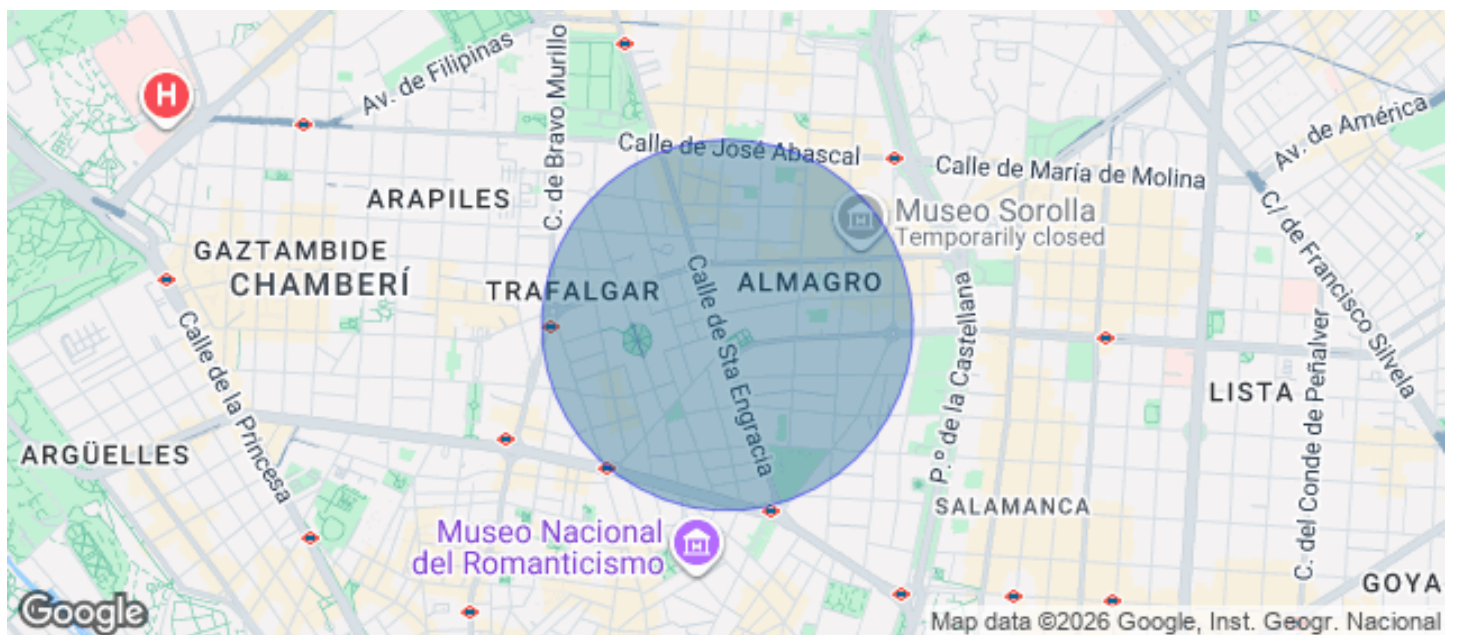 Av. de Filipinas
C. de Bravo Murillo
H
Calle de José Abascal
Av. de América
Calle de María de Molina
ARAPILES
Museo Sorolla
Temporarily closed
C/ de Francisco Silvela
GAZTAMBIDE
CHAMBERÍ
TRAFALGAR
ALMAGRO
Calle de Sta Engracia
P.º de la Castellana
Calle de la Princesa
LISTA
C. del Conde de Peñalver
ARGÜELLES
SALAMANCA
Museo Nacional
del Romanticismo
GOYA
Google
Map data ©2026 Google, Inst. Geogr. Nacional